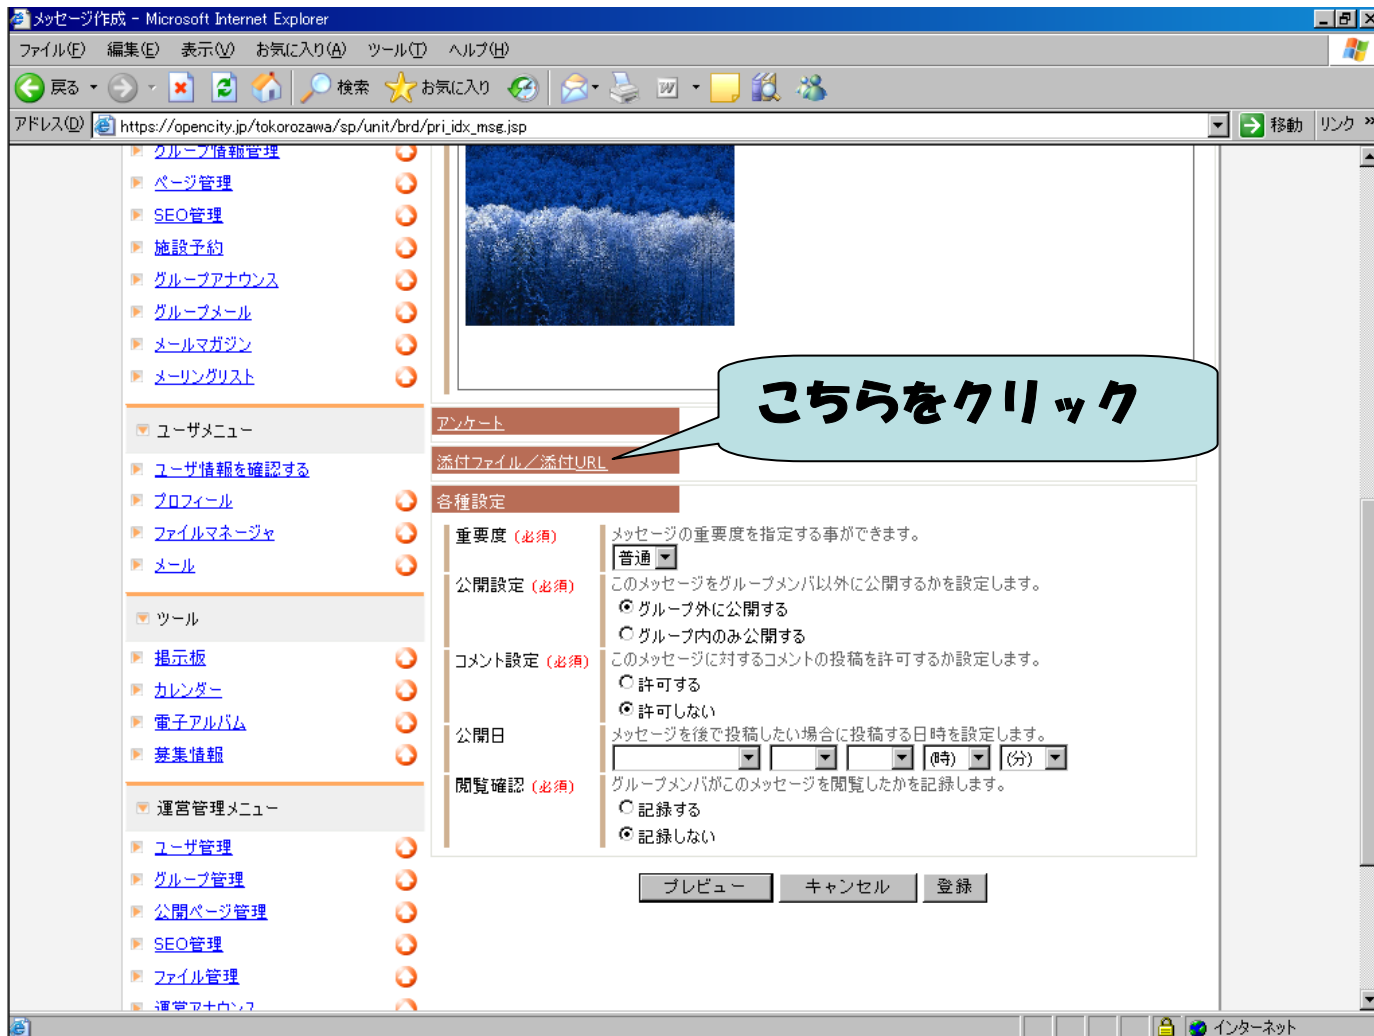 メッセージ作成 - Microsoft Internet Explorer
ファイル(F) 編集(E) 表示(V) お気に入り(A) ツール(T) ヘルプ(H)
戻る 検索 お気に入り
アドレス(D) https://opencity.jp/tokorozawa/sp/unit/brd/pri_idx_msg.jsp 移動 リンク »
グループ情報管理
ページ管理
SEO管理
施設予約
グループアナウンス
グループメール
メールマガジン
メーリングリスト
ユーザメニュー
ユーザ情報を確認する
プロフィール
ファイルマネージャ
メール
ツール
掲示板
カレンダー
電子アルバム
募集情報
運営管理メニュー
ユーザ管理
グループ管理
公開ページ管理
SEO管理
ファイル管理
運営アナウンス
こちらをクリック
アンケート
添付ファイル／添付URL
各種設定
重要度 (必須) メッセージの重要度を指定する事ができます。
普通
公開設定 (必須) このメッセージをグループメンバ以外に公開するかを設定します。
グループ外に公開する
グループ内のみ公開する
コメント設定 (必須) このメッセージに対するコメントの投稿を許可するか設定します。
許可する
許可しない
公開日 メッセージを後で投稿したい場合に投稿する日時を設定します。
(時) (分)
閲覧確認 (必須) グループメンバがこのメッセージを閲覧したかを記録します。
記録する
記録しない
プレビュー キャンセル 登録
インターネット